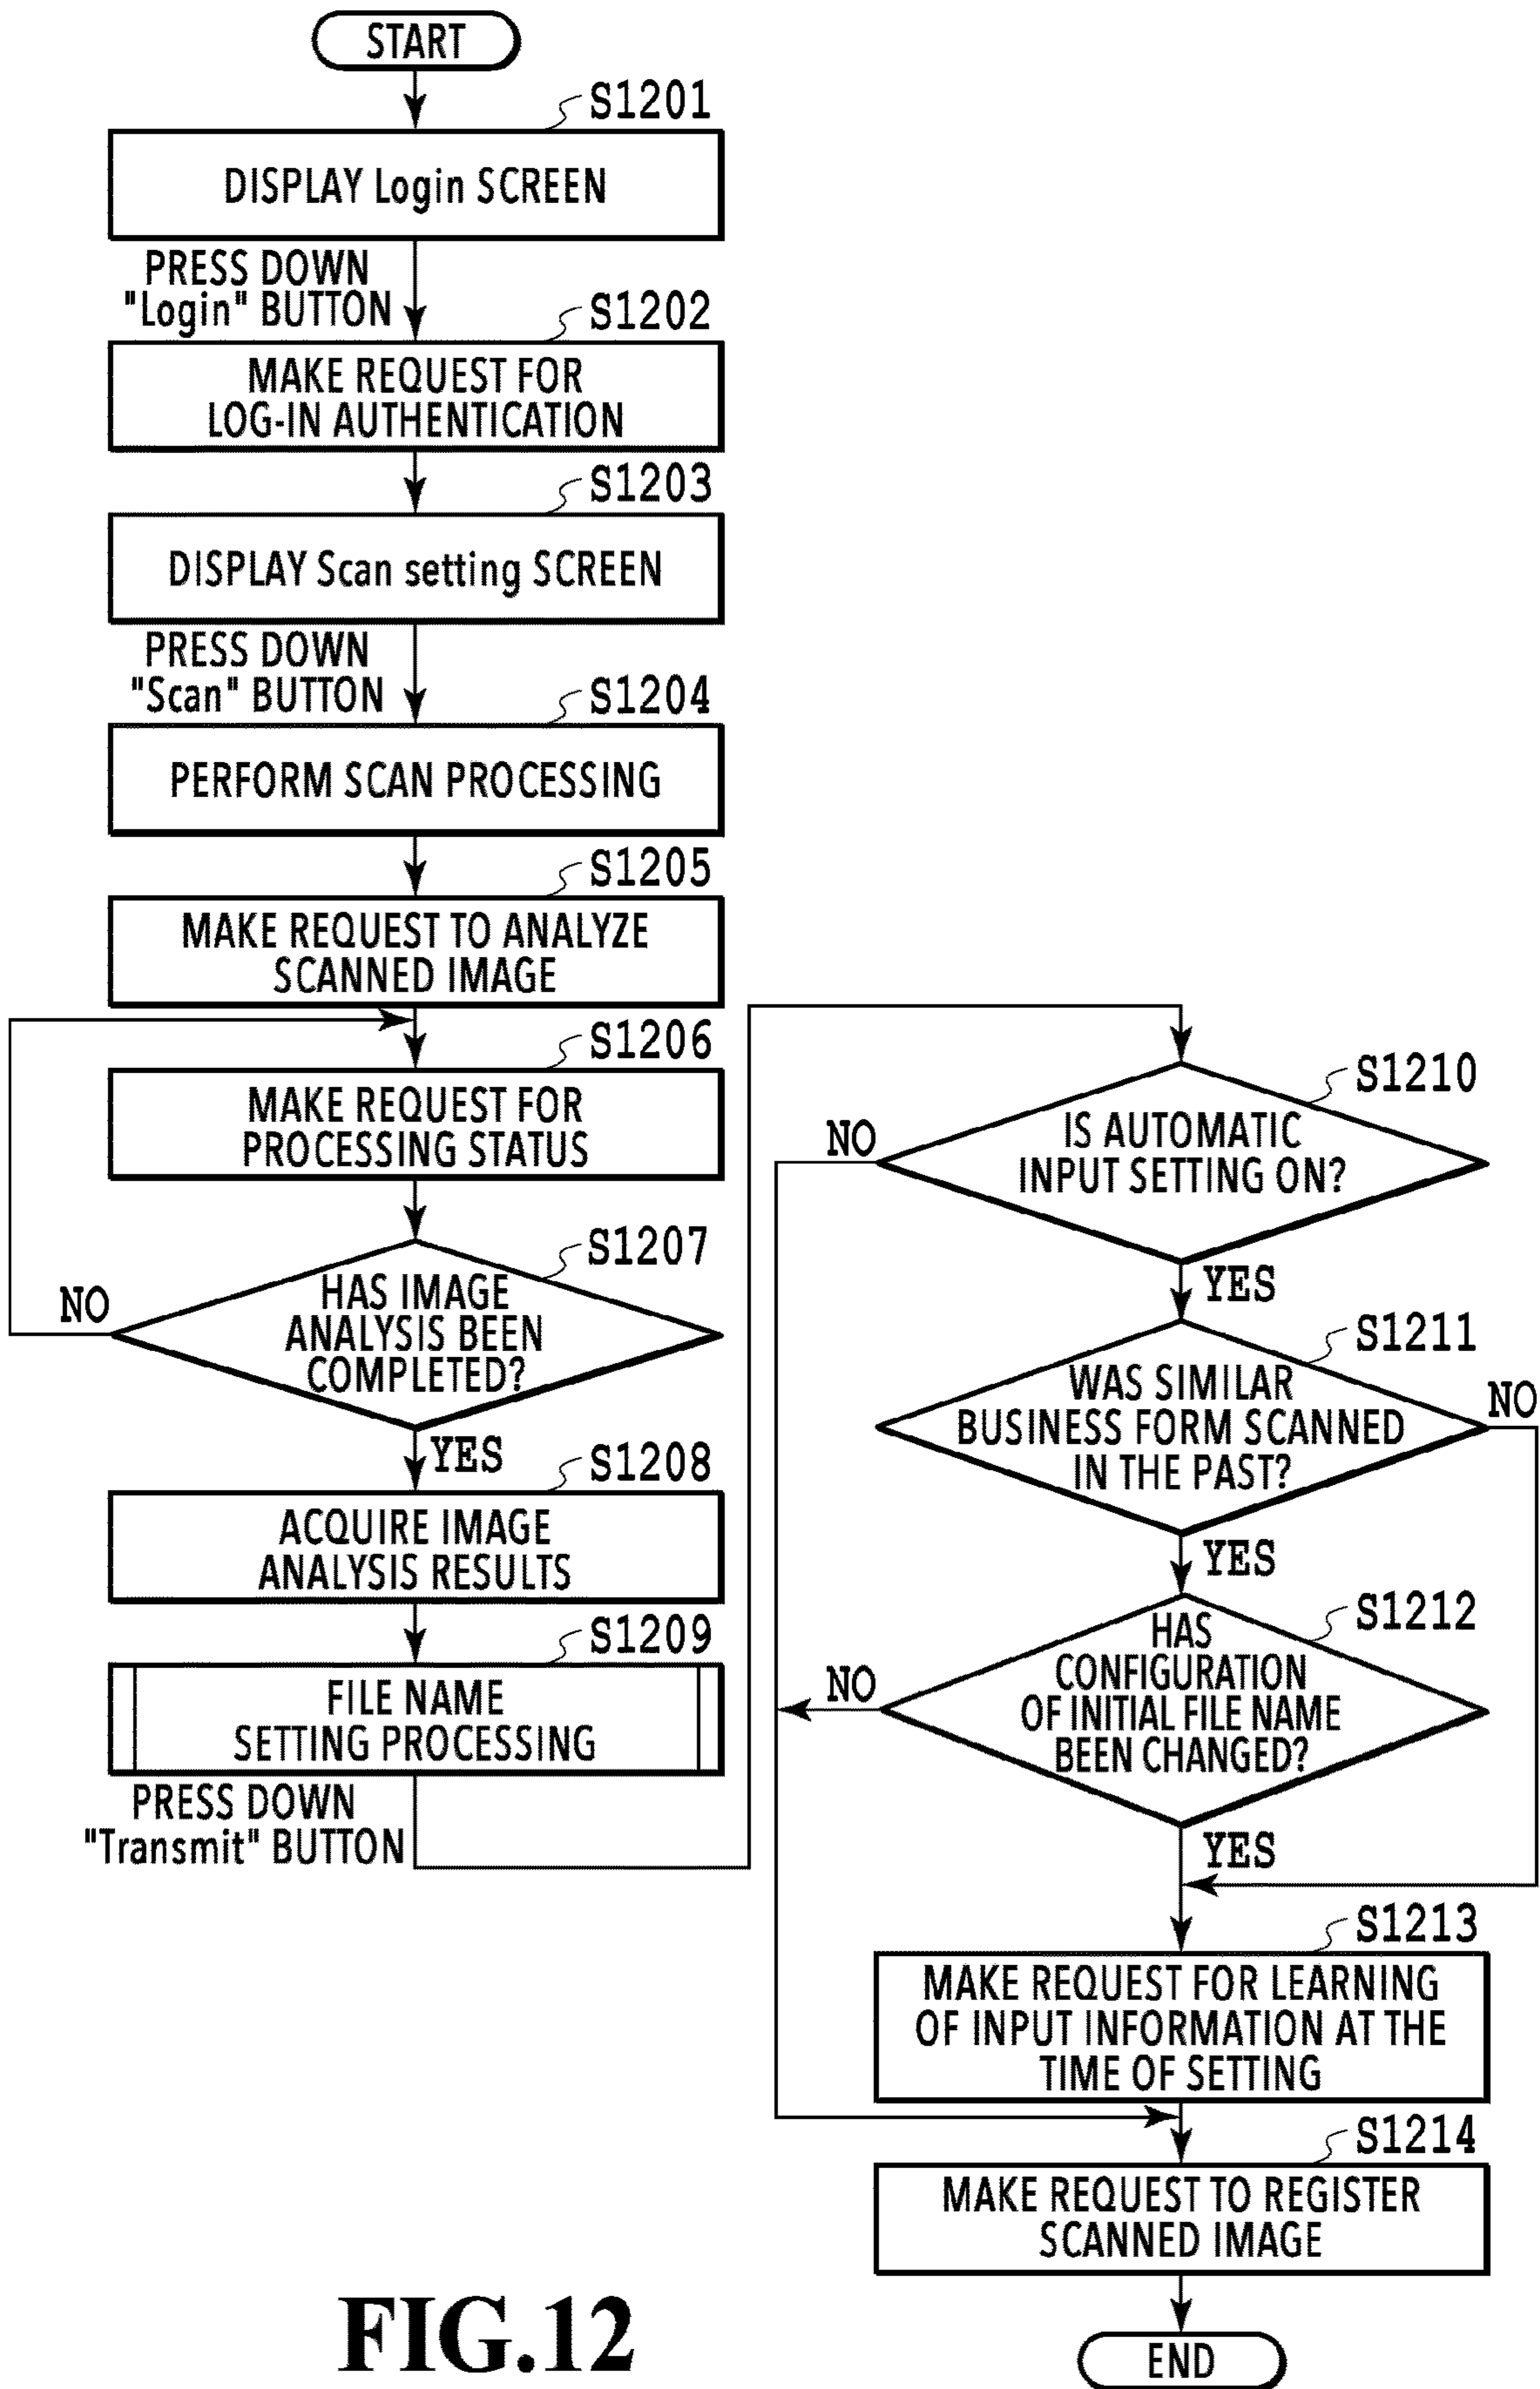 START
S1201
DISPLAY Login SCREEN
PRESS DOWN
"Login" BUTTON
S1202
MAKE REQUEST FOR
LOG-IN AUTHENTICATION
S1203
DISPLAY Scan setting SCREEN
PRESS DOWN
"Scan" BUTTON
S1204
PERFORM SCAN PROCESSING
S1205
MAKE REQUEST TO ANALYZE
SCANNED IMAGE
S1206
MAKE REQUEST FOR
PROCESSING STATUS
S1207
HAS IMAGE
ANALYSIS BEEN
COMPLETED?
NO
YES
S1208
ACQUIRE IMAGE
ANALYSIS RESULTS
S1209
FILE NAME
SETTING PROCESSING
PRESS DOWN
"Transmit" BUTTON
S1210
IS AUTOMATIC
INPUT SETTING ON?
NO
YES
S1211
WAS SIMILAR
BUSINESS FORM SCANNED
IN THE PAST?
NO
YES
S1212
HAS
CONFIGURATION
OF INITIAL FILE NAME
BEEN CHANGED?
NO
YES
S1213
MAKE REQUEST FOR LEARNING
OF INPUT INFORMATION AT THE
TIME OF SETTING
S1214
MAKE REQUEST TO REGISTER
SCANNED IMAGE
END
FIG.12